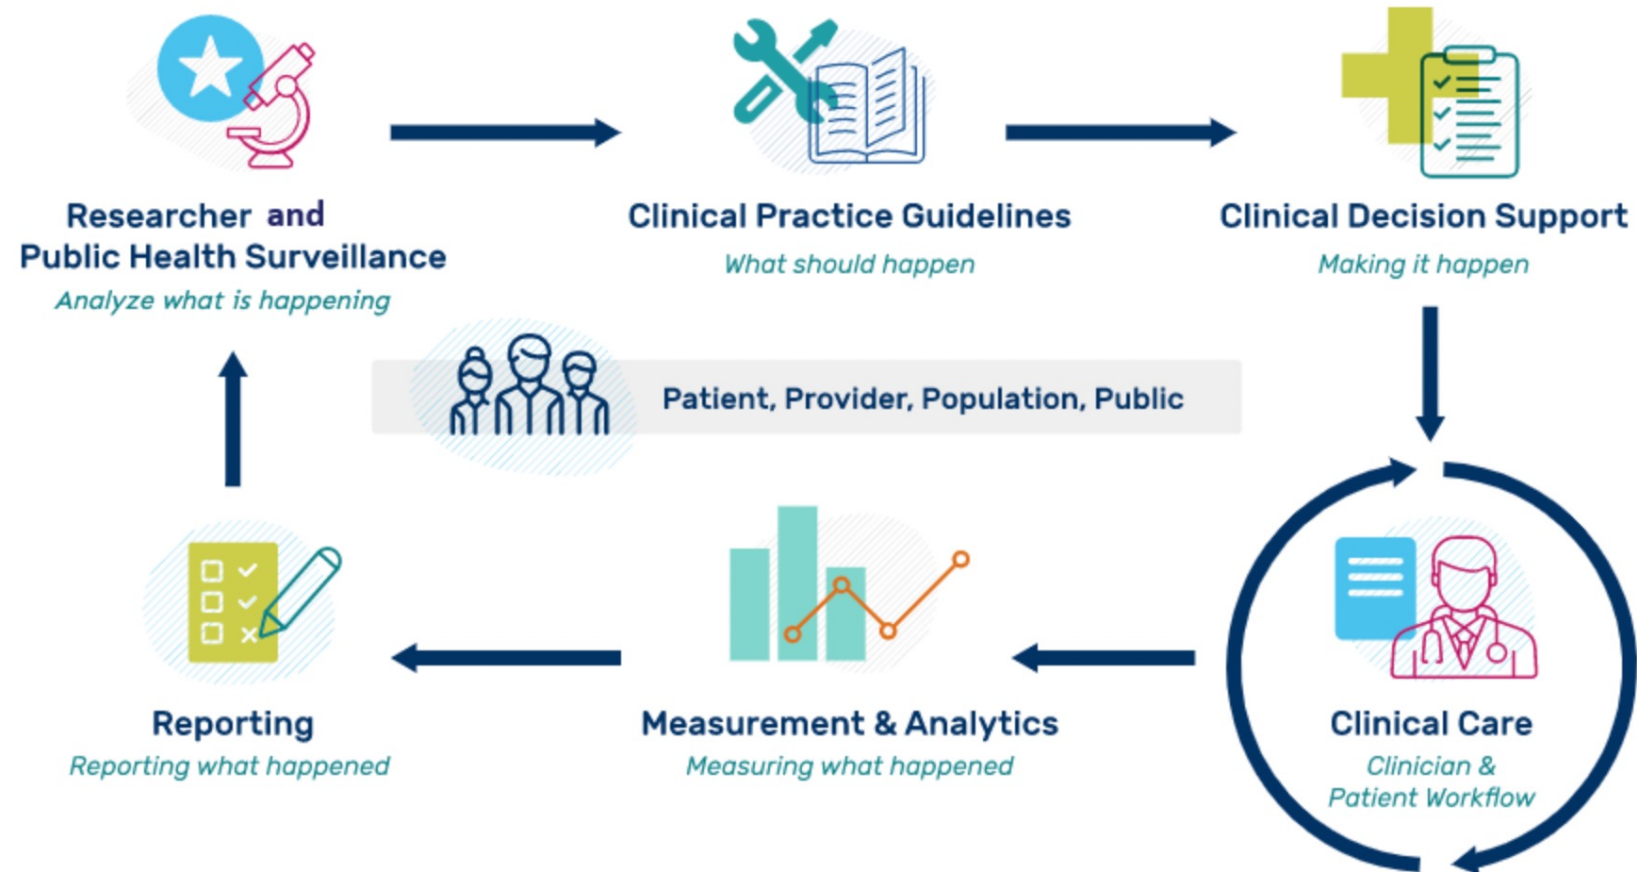 Researcher and
Public Health Surveillance
Analyze what is happening
Clinical Practice Guidelines
What should happen
Clinical Decision Support
Making it happen
Patient, Provider, Population, Public
Reporting
Reporting what happened
Measurement & Analytics
Measuring what happened
Clinical Care
Clinician &
Patient Workflow